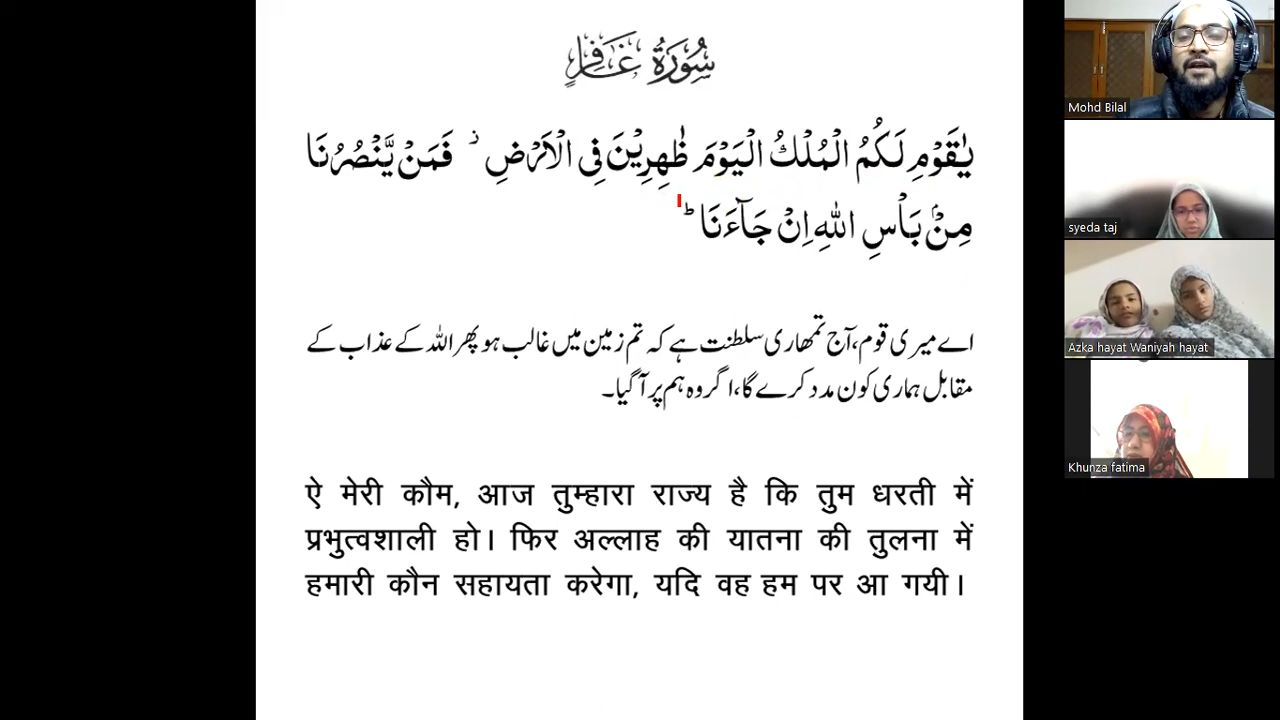 سُوْرَةُ غَافِرٍ
يٰقَوْمِ لَكُمُ الْمُلْكُ الْيَوْمَ ظٰهِرِيْنَ فِى الْاَرْضِ ۫ فَمَنْ يَّنْصُرُنَا
مِنْۢ بَاْسِ اللّٰهِ اِنْ جَآءَنَا ؕ
اے میری قوم، آج تمھاری سلطنت ہے کہ تم زمین میں غالب ہو پھر اللہ کے عذاب کے
مقابل ہماری کون مدد کرے گا، اگر وہ ہم پر آگیا۔
ऐ मेरी कौम, आज तुम्हारा राज्य है कि तुम धरती में
प्रभुत्वशाली हो। फिर अल्लाह की यातना की तुलना में
हमारी कौन सहायता करेगा, यदि वह हम पर आ गयी।
Mohd Bilal
syeda taj
Azka hayat Waniyah hayat
Khunza fatima